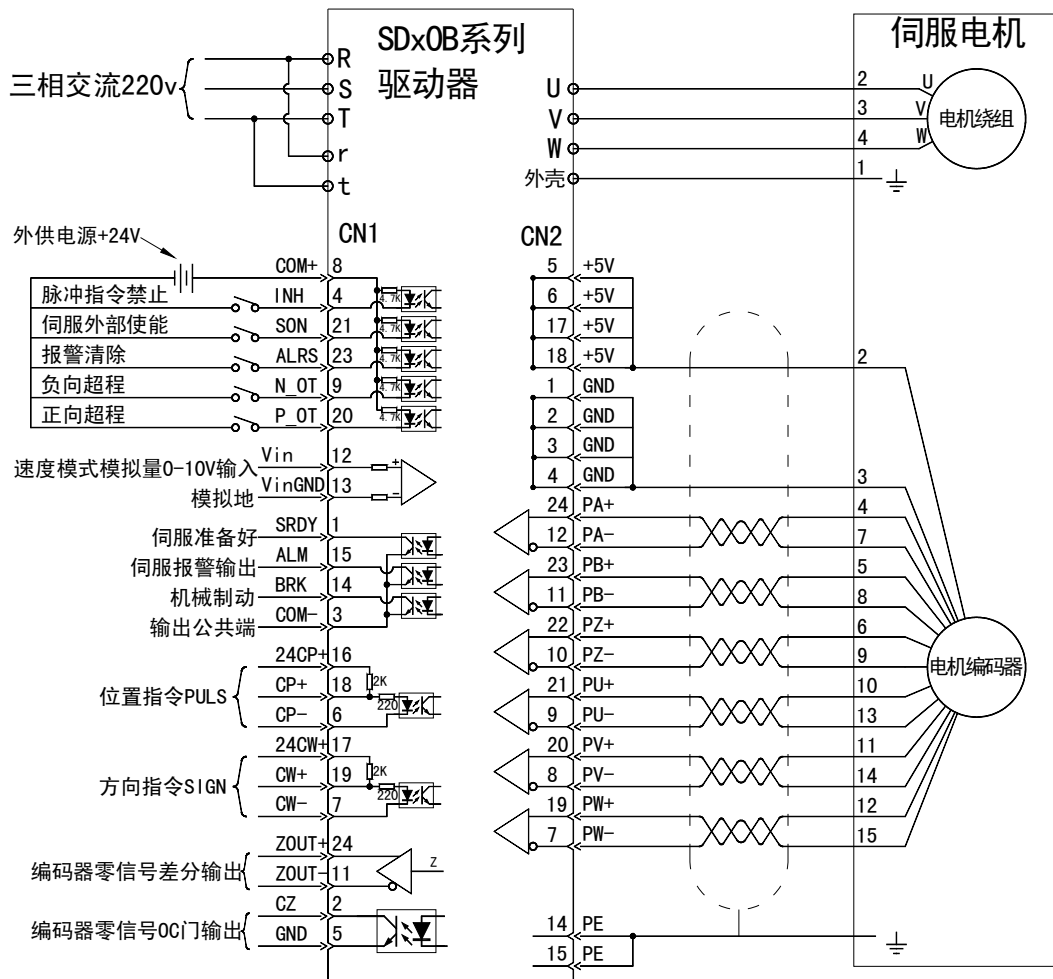 SDx0B系列
驱动器
伺服电机
三相交流220v
R
S
T
r
t
U
V
W
外壳
2
3
4
1
U
V
W
电机绕组
外供电源+24V
CN1
COM+ 8
脉冲指令禁止 INH 4
伺服外部使能 SON 21
报警清除 ALRS 23
负向超程 N_OT 9
正向超程 P_OT 20
4.7K
4.7K
4.7K
4.7K
4.7K
速度模式模拟量0-10V输入 Vin 12 +
模拟地 VinGND 13 -
伺服准备好 SRDY 1
伺服报警输出 ALM 15
机械制动 BRK 14
输出公共端 COM- 3
位置指令PULS
24CP+ 16
CP+ 18
CP- 6
2K
220
方向指令SIGN
24CW+ 17
CW+ 19
CW- 7
2K
220
编码器零信号差分输出
ZOUT+ 24
ZOUT- 11
Z
编码器零信号OC门输出
CZ 2
GND 5
CN2
5 +5V
6 +5V
17 +5V
18 +5V 2
1 GND
2 GND
3 GND
4 GND 3
24 PA+ 4
12 PA- 7
23 PB+ 5
11 PB- 8
22 PZ+ 6
10 PZ- 9
21 PU+ 10
9 PU- 13
20 PV+ 11
8 PV- 14
19 PW+ 12
7 PW- 15
电机编码器
14 PE
15 PE